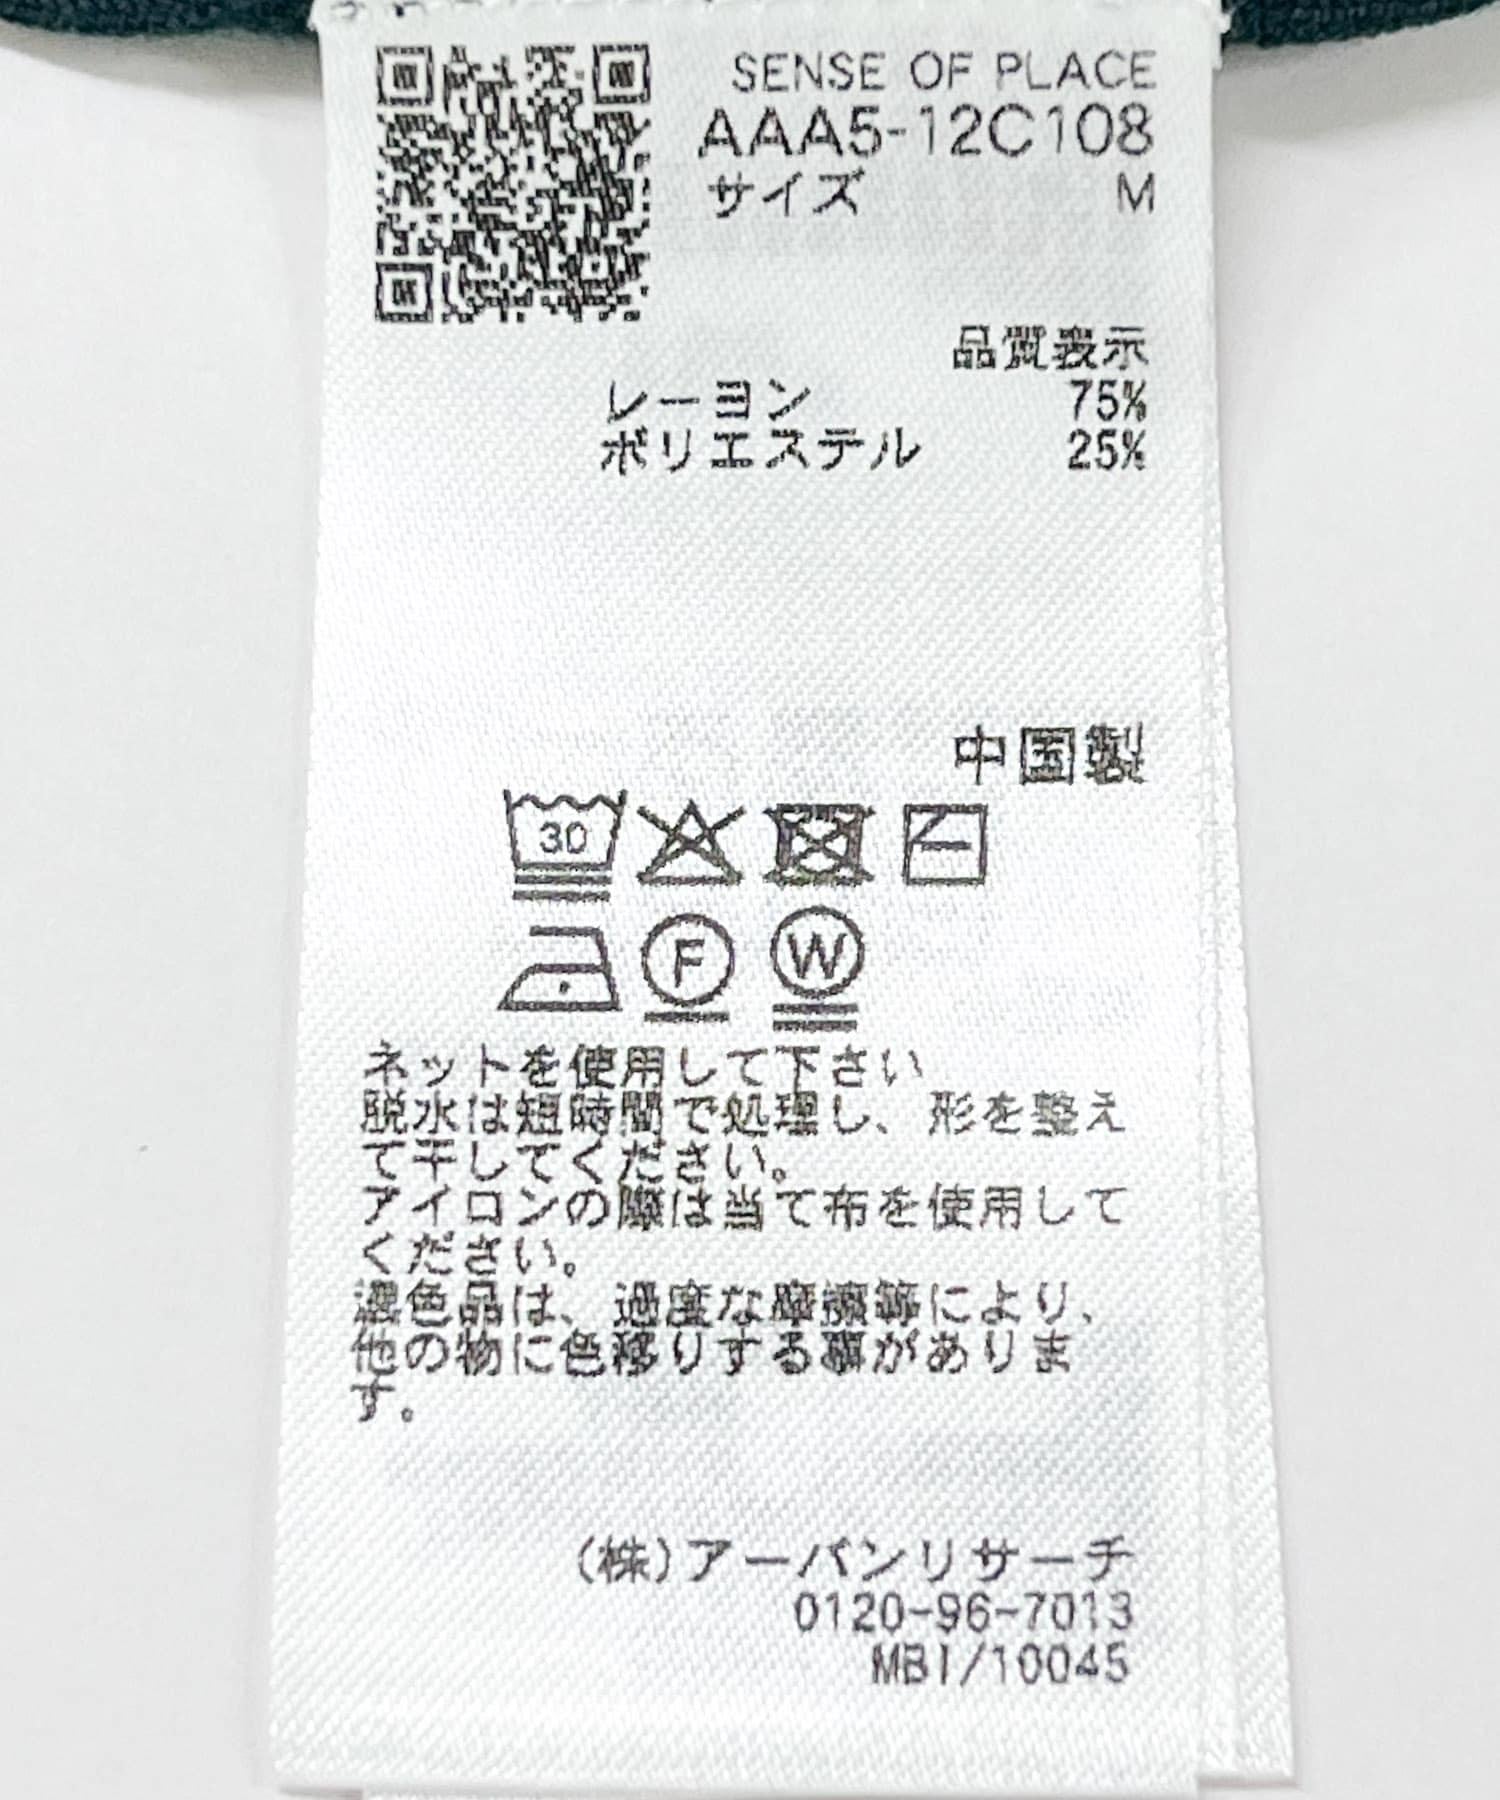 SENSE OF PLACE
AAA5-12C108
サイズ M
品質表示
レーヨン 75%
ポリエステル 25%
中国製
30
F W
ネットを使用して下さい
脱水は短時間で処理し、形を整え
て干してください。
アイロンの際は当て布を使用して
ください。
濃色品は、過度な摩擦等により、
他の物に色移りする事がありま
す。
(株)アーバンリサーチ
0120-96-7013
MBI/10045